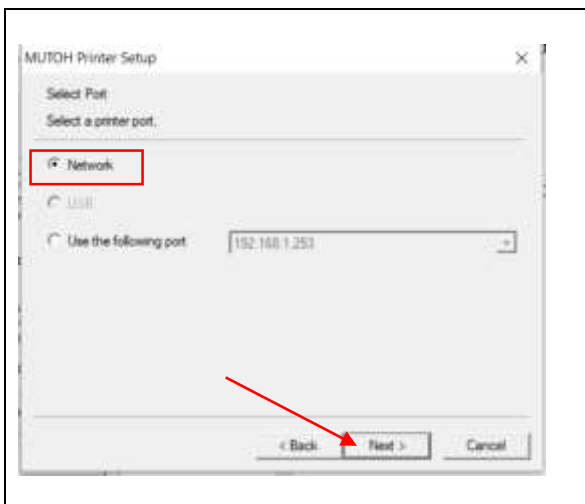 MUTOH Printer Setup
Select Port
Select a printer port.
Network
USB
Use the following port
192.168.1.253
< Back
Next >
Cancel